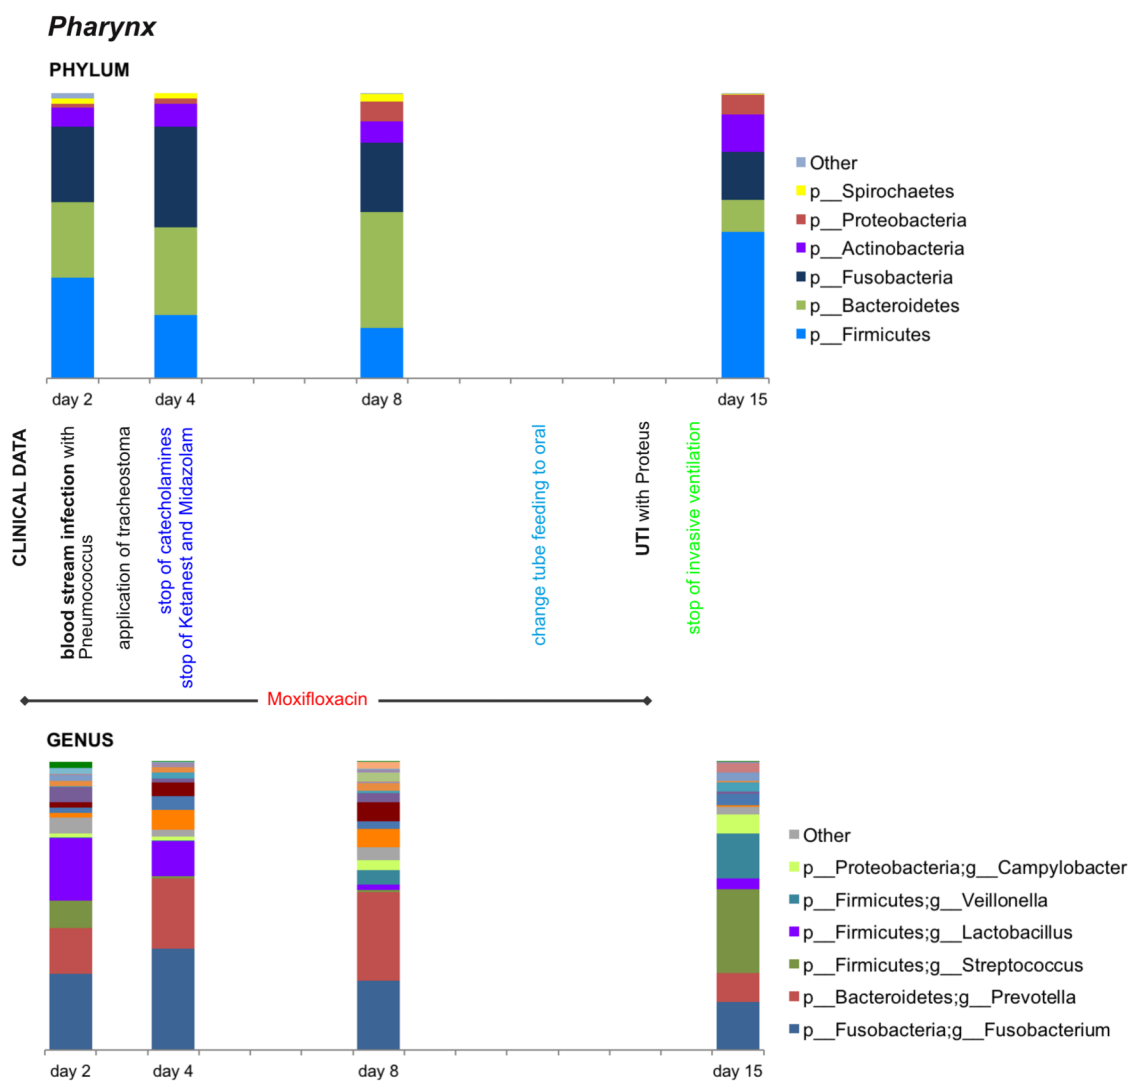 Pharynx
PHYLUM
Other
p__Spirochaetes
p__Proteobacteria
p__Actinobacteria
p__Fusobacteria
p__Bacteroidetes
p__Firmicutes
day 2
day 4
day 8
day 15
CLINICAL DATA
blood stream infection with
Pneumococcus
application of tracheostoma
stop of catecholamines
stop of Ketanest and Midazolam
change tube feeding to oral
UTI with Proteus
stop of invasive ventilation
Moxifloxacin
GENUS
Other
p__Proteobacteria;g__Campylobacter
p__Firmicutes;g__Veillonella
p__Firmicutes;g__Lactobacillus
p__Firmicutes;g__Streptococcus
p__Bacteroidetes;g__Prevotella
p__Fusobacteria;g__Fusobacterium
day 2
day 4
day 8
day 15